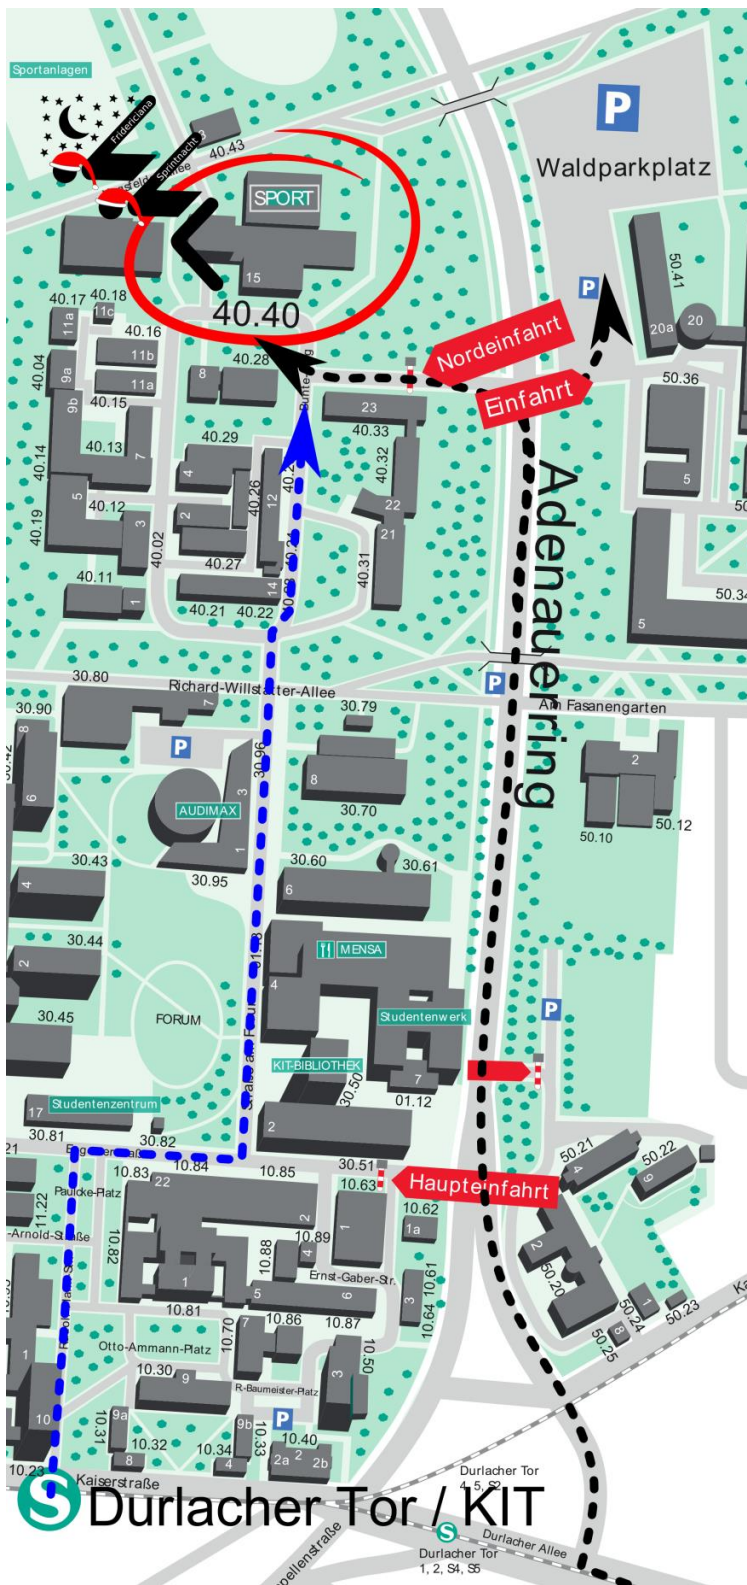 Sportanlagen
Fridericiana
Sprintnacht
P
Waldparkplatz
40.43
SPORT
15
40.40
P
50.41
20a
20
Nordeinfahrt
Einfahrt
40.17
40.18
11a
11c
40.16
11b
40.04
9a
11a
40.15
9b
40.28
8
50.36
5
23
40.33
40.32
40.14
40.13
7
40.29
4
40.26
12
22
21
5
40.12
3
40.19
40.02
2
40.27
40.31
Adenauerring
40.11
1
14
40.21
40.22
50.34
5
30.80
Richard-Willstätter-Allee
7
P
Am Fasanengarten
30.90
8
6
P
30.79
30.96
3
AUDIMAX
1
30.95
8
30.70
2
50.10
50.12
30.43
4
30.60
30.61
6
30.44
2
MENSA
4
30.45
FORUM
Studentenwerk
P
KIT-BIBLIOTHEK
30.50
7
01.12
17
Studentenzentrum
30.81
30.82
2
21
10.83
10.84
10.85
30.51
10.63
Haupteinfahrt
50.21
50.22
4
9
Paulcke-Platz
11.22
-Arnold-Straße
22
2
10.82
10.89
4
10.88
1
10.62
1a
Ernst-Gaber-Str.
10.61
10.64
3
2
50.20
1
10.81
5
6
10.86
10.87
10.70
7
1
50.24
50.23
8
50.25
Otto-Ammann-Platz
10.30
9
R.-Baumeister-Platz
3
10.50
1
10
9a
10.31
10.32
8
9b
10.34
4
10.33
P
10.40
2a
2
2b
10.23
Kaiserstraße
S
Durlacher Tor / KIT
Durlacher Tor
4, 5, S2
S
Durlacher Tor
1, 2, S4, S5
Durlacher Allee